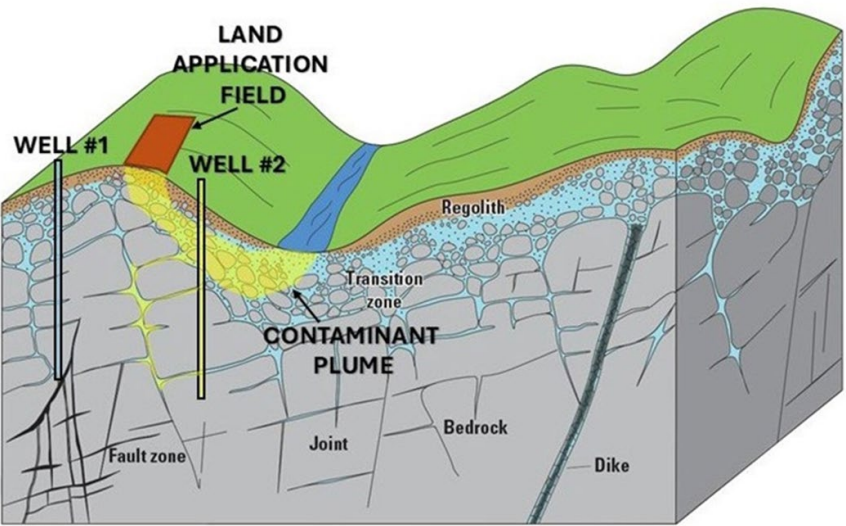 LAND
APPLICATION
FIELD
WELL #1
WELL #2
Regolith
Transition
zone
CONTAMINANT
PLUME
Fault zone
Joint
Bedrock
Dike